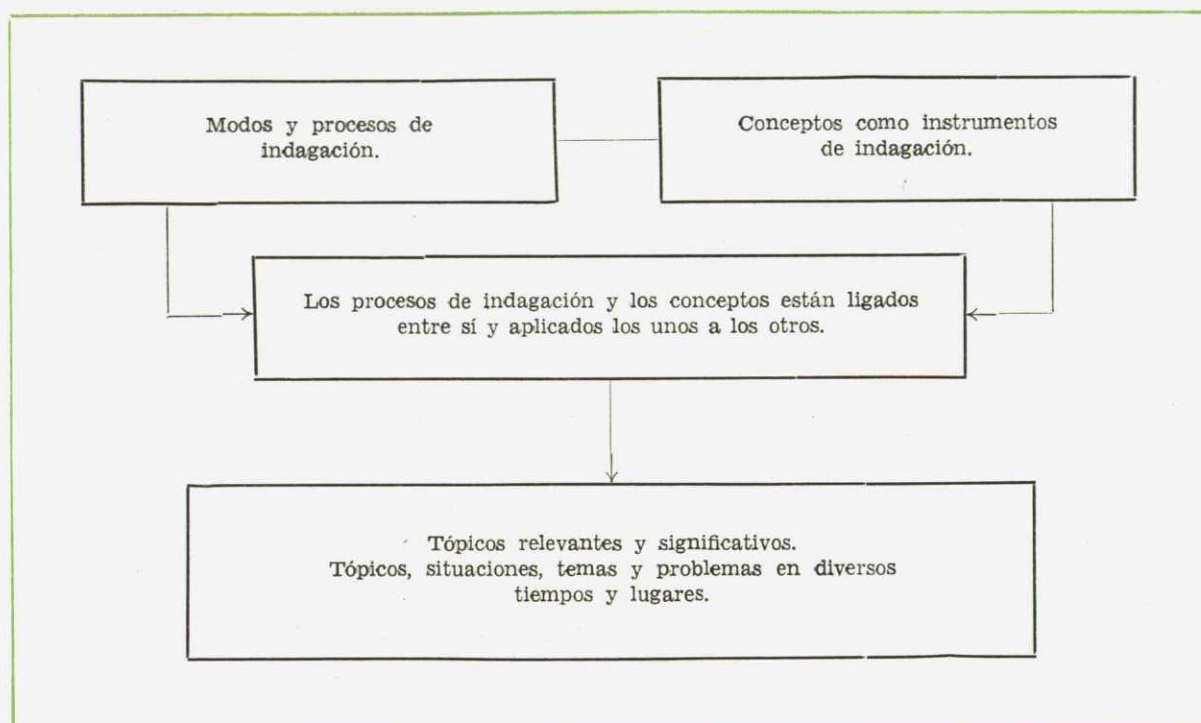 Modos y procesos de
indagación.
Conceptos como instrumentos
de indagación.
Los procesos de indagación y los conceptos están ligados
entre sí y aplicados los unos a los otros.
Tópicos relevantes y significativos.
Tópicos, situaciones, temas y problemas en diversos
tiempos y lugares.